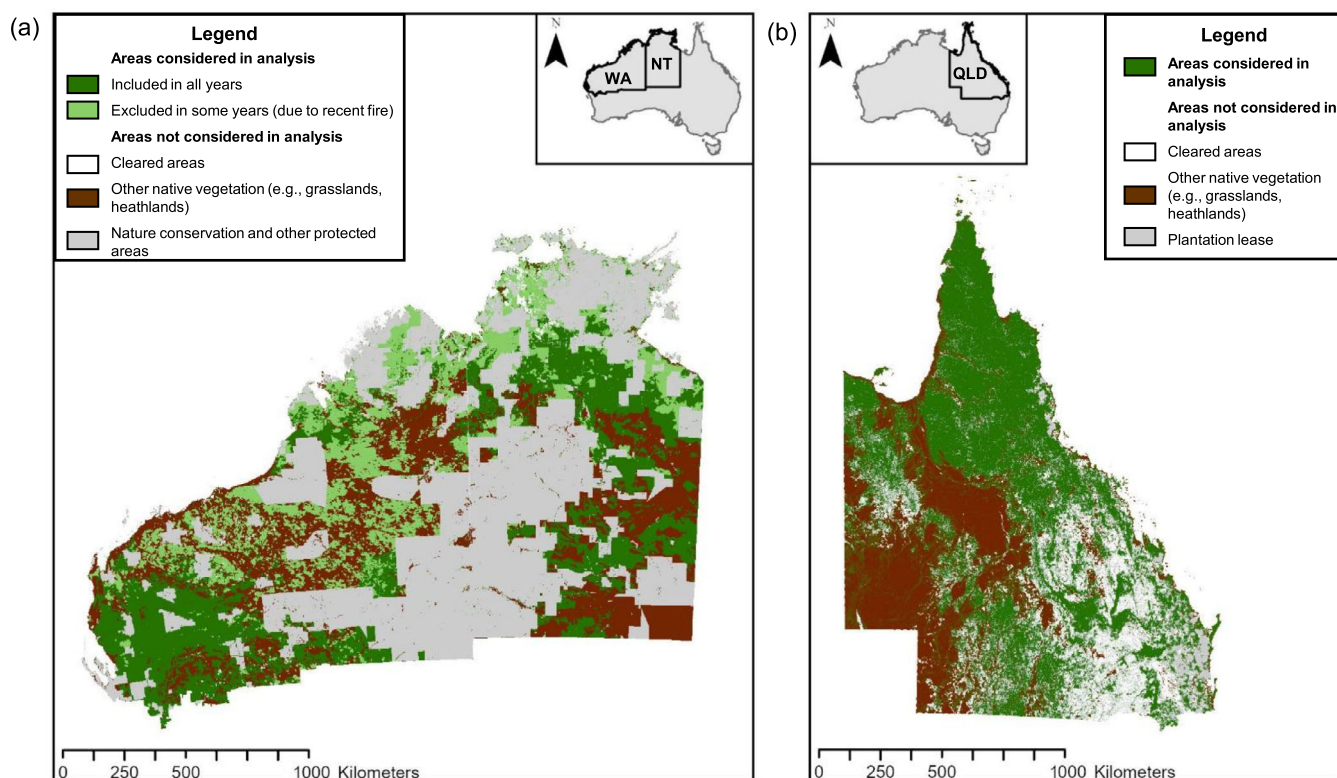 (a)
Legend
Areas considered in analysis
Included in all years
Excluded in some years (due to recent fire)
Areas not considered in analysis
Cleared areas
Other native vegetation (e.g., grasslands,
heathlands)
Nature conservation and other protected
areas
N
WA
NT
0 250 500 1000 Kilometers
(b)
N
QLD
Legend
Areas considered in
analysis
Areas not considered in
analysis
Cleared areas
Other native vegetation
(e.g., grasslands,
heathlands)
Plantation lease
0 250 500 1000 Kilometers